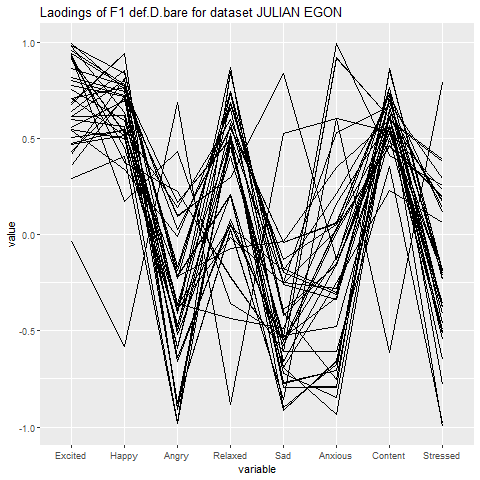 Laodings of F1 def.D.bare for dataset JULIAN EGON
1.0
0.5
0.0
-0.5
-1.0
value
Excited Happy Angry Relaxed Sad Anxious Content Stressed
variable